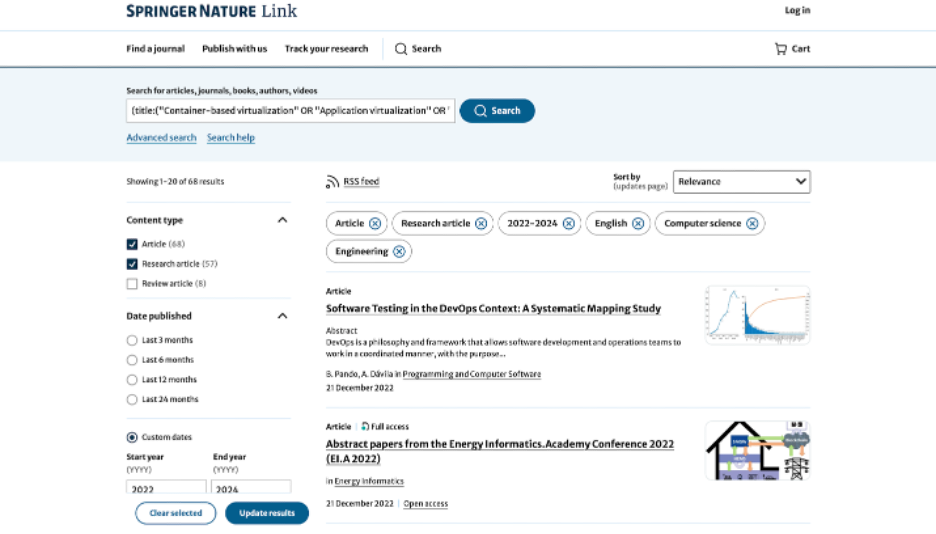 SPRINGER NATURE Link
Log in
Find a journal Publish with us Track your research Search Cart
Search for articles, journals, books, authors, videos
(title:("Container-based virtualization" OR "Application virtualization" OR '
Search
Advanced search Search help
Showing 1-20 of 68 results
RSS feed
Sort by
(updates page)
Relevance
Content type
Article (68)
Research article (57)
Review article (8)
Date published
Last 3 months
Last 6 months
Last 12 months
Last 24 months
Custom dates
Start year End year
(YYYY) (YYYY)
2022 2024
Clear selected Update results
Article Research article 2022-2024 English Computer science
Engineering
Article
Software Testing in the DevOps Context: A Systematic Mapping Study
Abstract
DevOps is a philosophy and framework that allows software development and operations teams to
work in a coordinated manner, with the purpose...
B. Pando, A. Dávila in Programming and Computer Software
21 December 2022
Article Full access
Abstract papers from the Energy Informatics.Academy Conference 2022
(EI.A 2022)
in Energy Informatics
21 December 2022 Open access